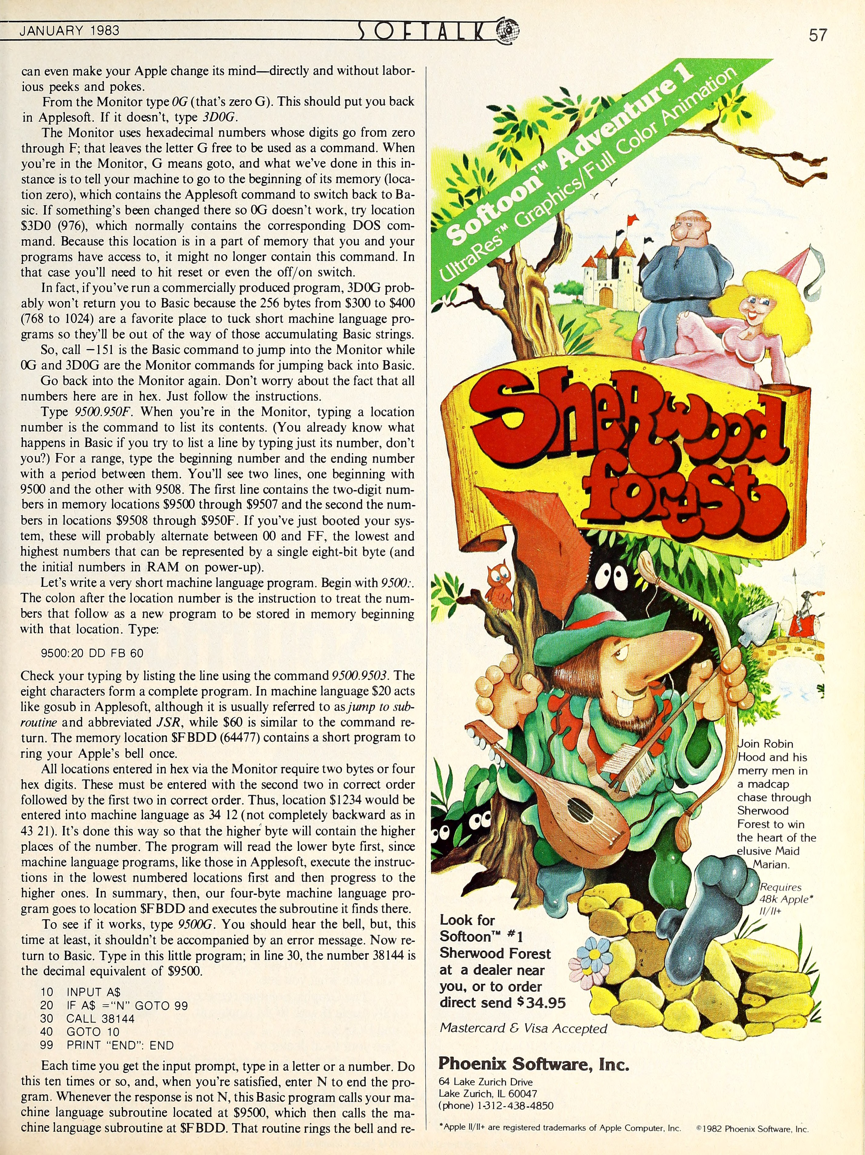 JANUARY 1983
SOFTALK
57
can even make your Apple change its mind—directly and without labor-
ious peeks and pokes.
From the Monitor type 0G (that's zero G). This should put you back
in Applesoft. If it doesn't, type 3D0G.
The Monitor uses hexadecimal numbers whose digits go from zero
through F; that leaves the letter G free to be used as a command. When
you're in the Monitor, G means goto, and what we've done in this in-
stance is to tell your machine to go to the beginning of its memory (loca-
tion zero), which contains the Applesoft command to switch back to Ba-
sic. If something's been changed there so 0G doesn't work, try location
$3D0 (976), which normally contains the corresponding DOS com-
mand. Because this location is in a part of memory that you and your
programs have access to, it might no longer contain this command. In
that case you'll need to hit reset or even the off/on switch.
In fact, if you've run a commercially produced program, 3D0G prob-
ably won't return you to Basic because the 256 bytes from $300 to $400
(768 to 1024) are a favorite place to tuck short machine language pro-
grams so they'll be out of the way of those accumulating Basic strings.
So, call −151 is the Basic command to jump into the Monitor while
0G and 3D0G are the Monitor commands for jumping back into Basic.
Go back into the Monitor again. Don't worry about the fact that all
numbers here are in hex. Just follow the instructions.
Type 9500.950F. When you're in the Monitor, typing a location
number is the command to list its contents. (You already know what
happens in Basic if you try to list a line by typing just its number, don't
you?) For a range, type the beginning number and the ending number
with a period between them. You'll see two lines, one beginning with
9500 and the other with 9508. The first line contains the two-digit num-
bers in memory locations $9500 through $9507 and the second the num-
bers in locations $9508 through $950F. If you've just booted your sys-
tem, these will probably alternate between 00 and FF, the lowest and
highest numbers that can be represented by a single eight-bit byte (and
the initial numbers in RAM on power-up).
Let's write a very short machine language program. Begin with 9500:.
The colon after the location number is the instruction to treat the num-
bers that follow as a new program to be stored in memory beginning
with that location. Type:
9500:20 DD FB 60
Check your typing by listing the line using the command 9500.9503. The
eight characters form a complete program. In machine language $20 acts
like gosub in Applesoft, although it is usually referred to as jump to sub-
routine and abbreviated JSR, while $60 is similar to the command re-
turn. The memory location $FBDD (64477) contains a short program to
ring your Apple's bell once.
All locations entered in hex via the Monitor require two bytes or four
hex digits. These must be entered with the second two in correct order
followed by the first two in correct order. Thus, location $1234 would be
entered into machine language as 34 12 (not completely backward as in
43 21). It's done this way so that the higher byte will contain the higher
places of the number. The program will read the lower byte first, since
machine language programs, like those in Applesoft, execute the instruc-
tions in the lowest numbered locations first and then progress to the
higher ones. In summary, then, our four-byte machine language pro-
gram goes to location $FBDD and executes the subroutine it finds there.
To see if it works, type 9500G. You should hear the bell, but, this
time at least, it shouldn't be accompanied by an error message. Now re-
turn to Basic. Type in this little program; in line 30, the number 38144 is
the decimal equivalent of $9500.
10 INPUT A$
20 IF A$ ="N" GOTO 99
30 CALL 38144
40 GOTO 10
99 PRINT "END": END
Each time you get the input prompt, type in a letter or a number. Do
this ten times or so, and, when you're satisfied, enter N to end the pro-
gram. Whenever the response is not N, this Basic program calls your ma-
chine language subroutine located at $9500, which then calls the ma-
chine language subroutine at $FBDD. That routine rings the bell and re-
Softoon™ Adventure 1
UltraRes™ Graphics/Full Color Animation
Sherwood
forest
Join Robin
Hood and his
merry men in
a madcap
chase through
Sherwood
Forest to win
the heart of the
elusive Maid
Marian.
Requires
48k Apple*
II/II+
Look for
Softoon™ #1
Sherwood Forest
at a dealer near
you, or to order
direct send $34.95
Mastercard & Visa Accepted
Phoenix Software, Inc.
64 Lake Zurich Drive
Lake Zurich, IL 60047
(phone) 1-312-438-4850
*Apple II/II+ are registered trademarks of Apple Computer, Inc. ©1982 Phoenix Software, Inc.